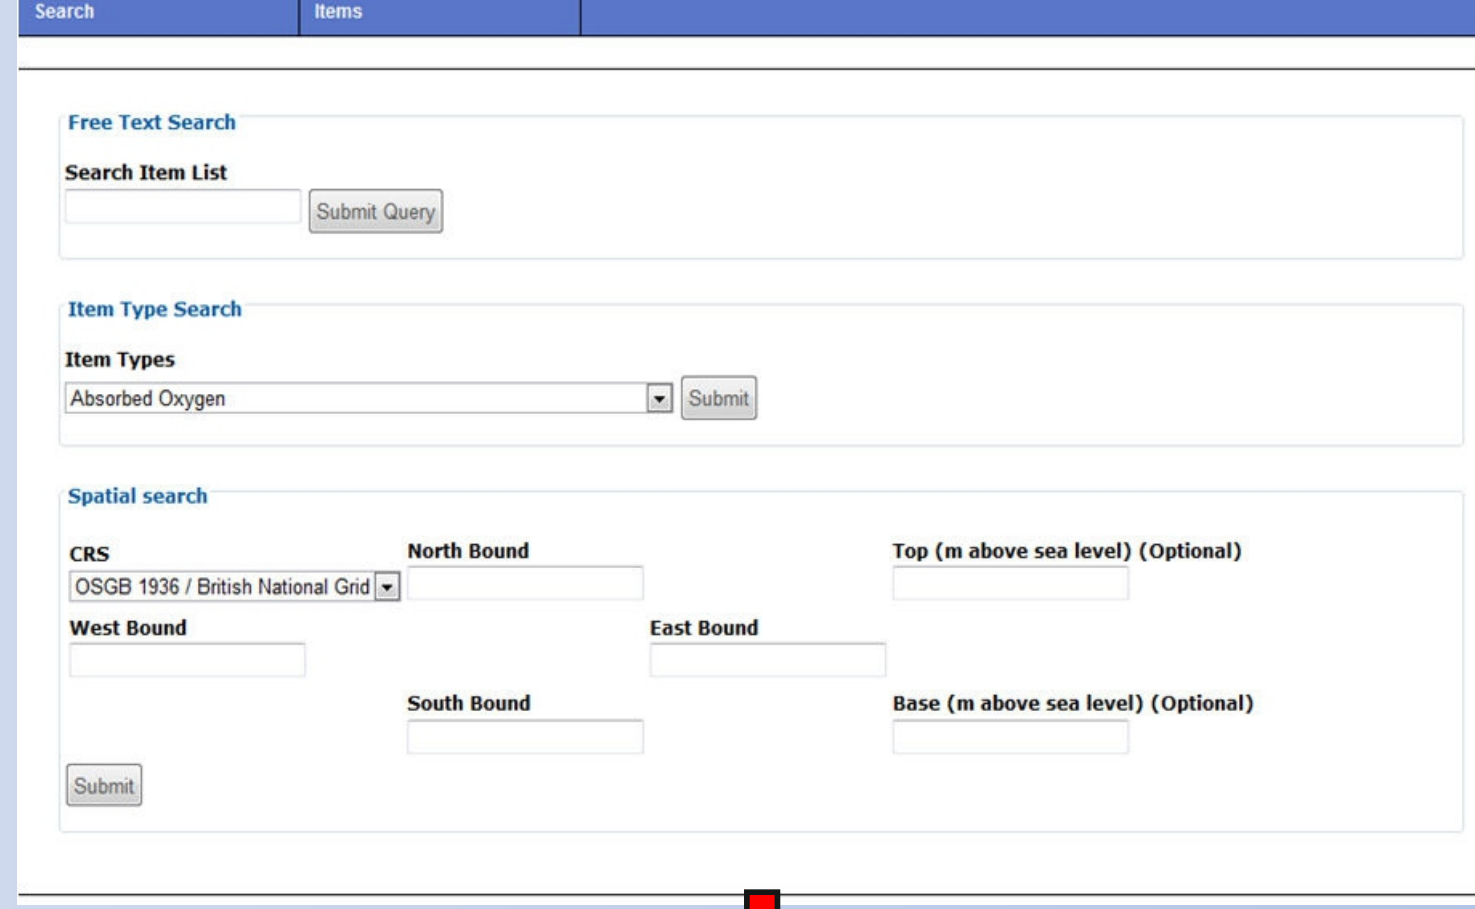 Search Items
Free Text Search
Search Item List
Submit Query
Item Type Search
Item Types
Absorbed Oxygen Submit
Spatial search
CRS North Bound Top (m above sea level) (Optional)
OSGB 1936 / British National Grid
West Bound East Bound
South Bound Base (m above sea level) (Optional)
Submit